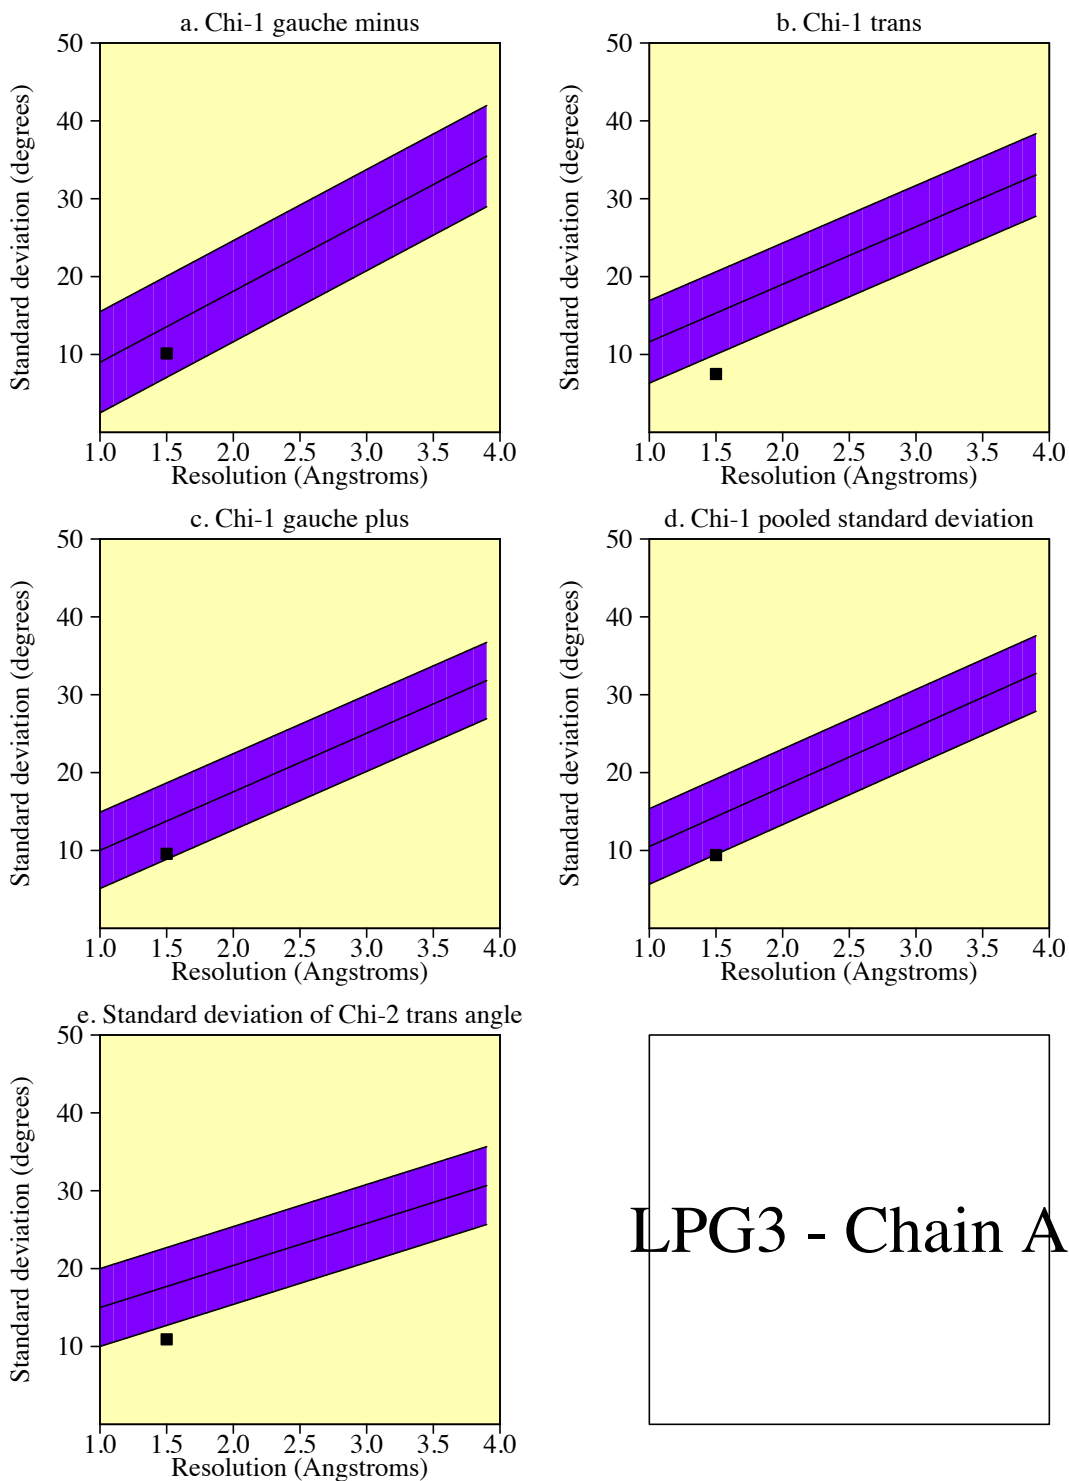 a. Chi-1 gauche minus
50
40
30
20
10
Standard deviation (degrees)
1.0 1.5 2.0 2.5 3.0 3.5 4.0
Resolution (Angstroms)
b. Chi-1 trans
50
40
30
20
10
Standard deviation (degrees)
1.0 1.5 2.0 2.5 3.0 3.5 4.0
Resolution (Angstroms)
c. Chi-1 gauche plus
50
40
30
20
10
Standard deviation (degrees)
1.0 1.5 2.0 2.5 3.0 3.5 4.0
Resolution (Angstroms)
d. Chi-1 pooled standard deviation
50
40
30
20
10
Standard deviation (degrees)
1.0 1.5 2.0 2.5 3.0 3.5 4.0
Resolution (Angstroms)
e. Standard deviation of Chi-2 trans angle
50
40
30
20
10
Standard deviation (degrees)
1.0 1.5 2.0 2.5 3.0 3.5 4.0
Resolution (Angstroms)
LPG3 - Chain A